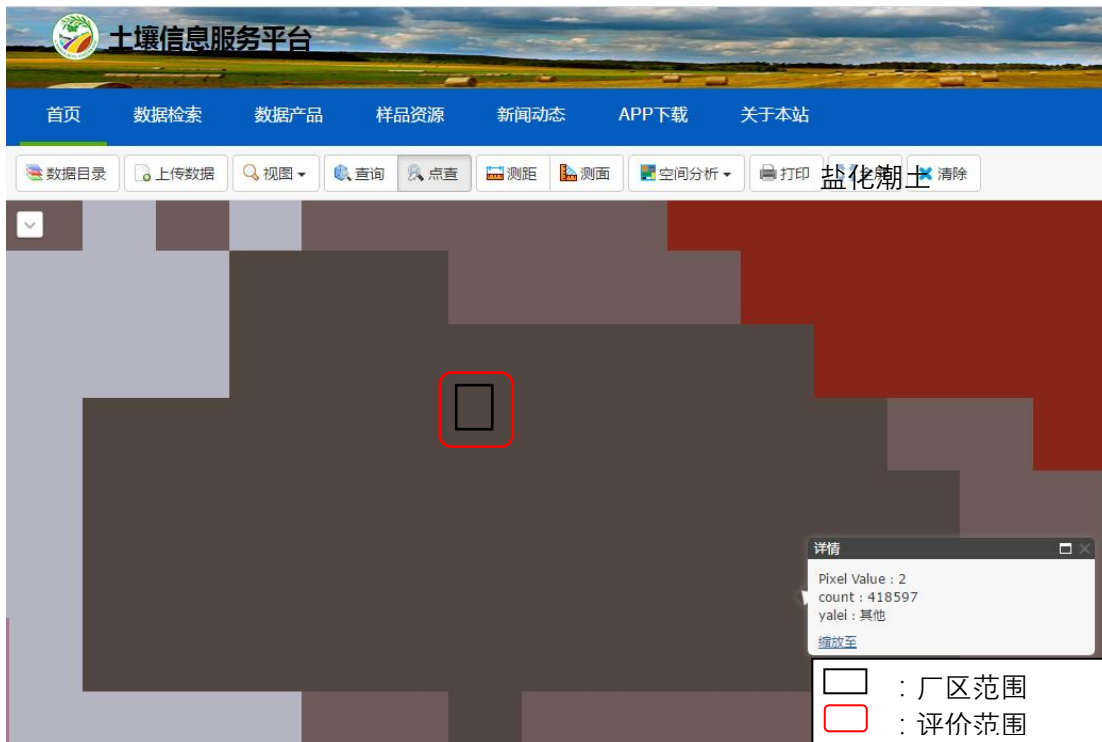 土壤信息服务平台
首页 数据检索 数据产品 样品资源 新闻动态 APP下载 关于本站
数据目录 上传数据 视图 查询 点查 测距 测面 空间分析 打印 盐化潮土 清除
详情
Pixel Value : 2
count : 418597
yalei : 其他
缩放至
：厂区范围
：评价范围